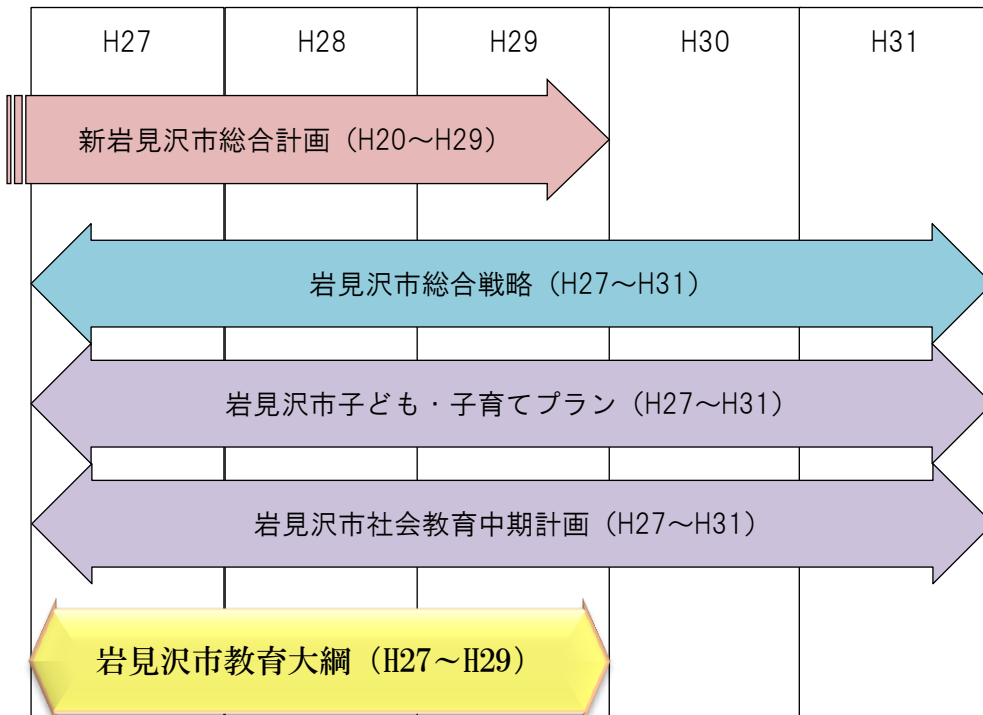 H27 H28 H29 H30 H31
新岩見沢市総合計画（H20～H29）
岩見沢市総合戦略（H27～H31）
岩見沢市子ども・子育てプラン（H27～H31）
岩見沢市社会教育中期計画（H27～H31）
岩見沢市教育大綱（H27～H29）